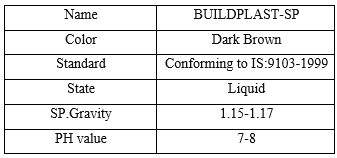 Name BUILDPLAST-SP
Color Dark Brown
Standard Conforming to IS:9103-1999
State Liquid
SP.Gravity 1.15-1.17
PH value 7-8